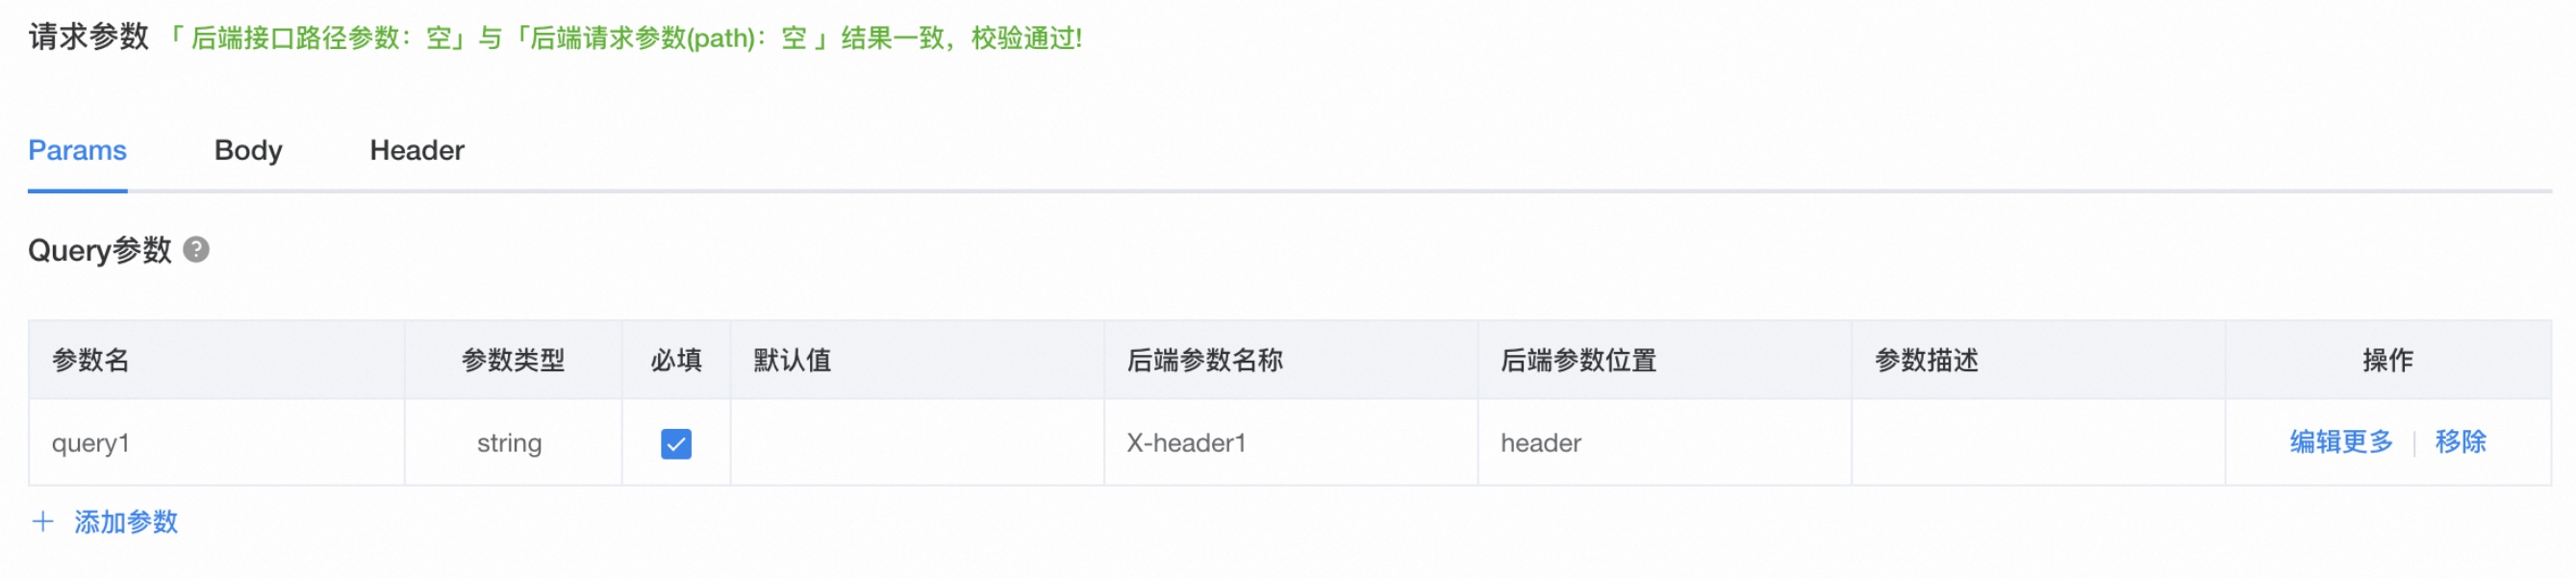 请求参数 「 后端接口路径参数：空」与「后端请求参数(path)：空 」结果一致，校验通过!
Params Body Header
Query参数 ?
参数名 参数类型 必填 默认值 后端参数名称 后端参数位置 参数描述 操作
query1 string X-header1 header 编辑更多 | 移除
+ 添加参数